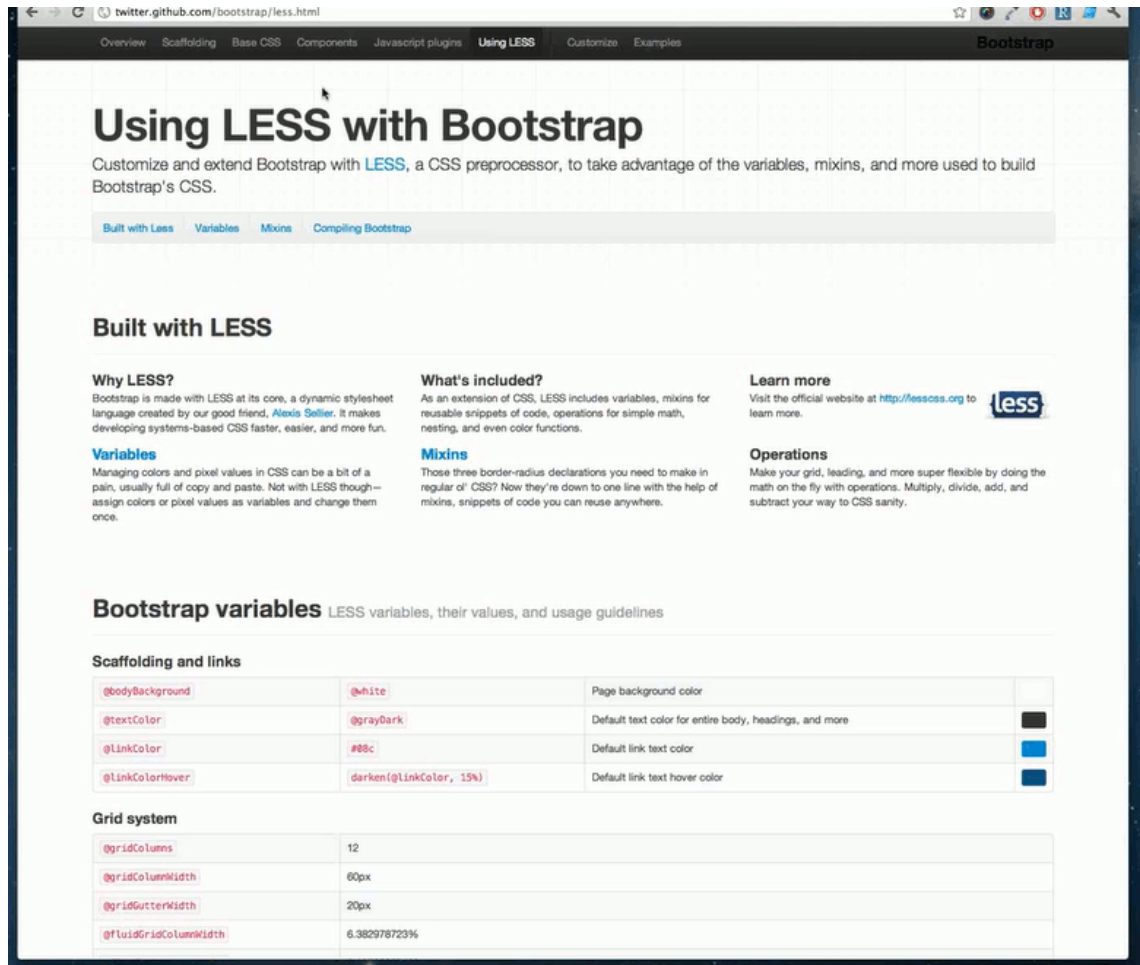 twitter.github.com/bootstrap/less.html
Overview Scaffolding Base CSS Components Javascript plugins Using LESS Customize Examples Bootstrap
Using LESS with Bootstrap
Customize and extend Bootstrap with LESS, a CSS preprocessor, to take advantage of the variables, mixins, and more used to build
Bootstrap's CSS.
Built with Less Variables Mixins Compiling Bootstrap
Built with LESS
Why LESS?
Bootstrap is made with LESS at its core, a dynamic stylesheet
language created by our good friend, Alexis Sellier. It makes
developing systems-based CSS faster, easier, and more fun.
What's included?
As an extension of CSS, LESS includes variables, mixins for
reusable snippets of code, operations for simple math,
nesting, and even color functions.
Learn more
Visit the official website at http://lesscss.org to
learn more.
{less}
Variables
Managing colors and pixel values in CSS can be a bit of a
pain, usually full of copy and paste. Not with LESS though—
assign colors or pixel values as variables and change them
once.
Mixins
Those three border-radius declarations you need to make in
regular ol' CSS? Now they're down to one line with the help of
mixins, snippets of code you can reuse anywhere.
Operations
Make your grid, leading, and more super flexible by doing the
math on the fly with operations. Multiply, divide, add, and
subtract your way to CSS sanity.
Bootstrap variables LESS variables, their values, and usage guidelines
Scaffolding and links
@bodyBackground @white Page background color
@textColor @grayDark Default text color for entire body, headings, and more
@linkColor #08c Default link text color
@linkColorHover darken(@linkColor, 15%) Default link text hover color
Grid system
@gridColumns 12
@gridColumnWidth 60px
@gridGutterWidth 20px
@fluidGridColumnWidth 6.382978723%